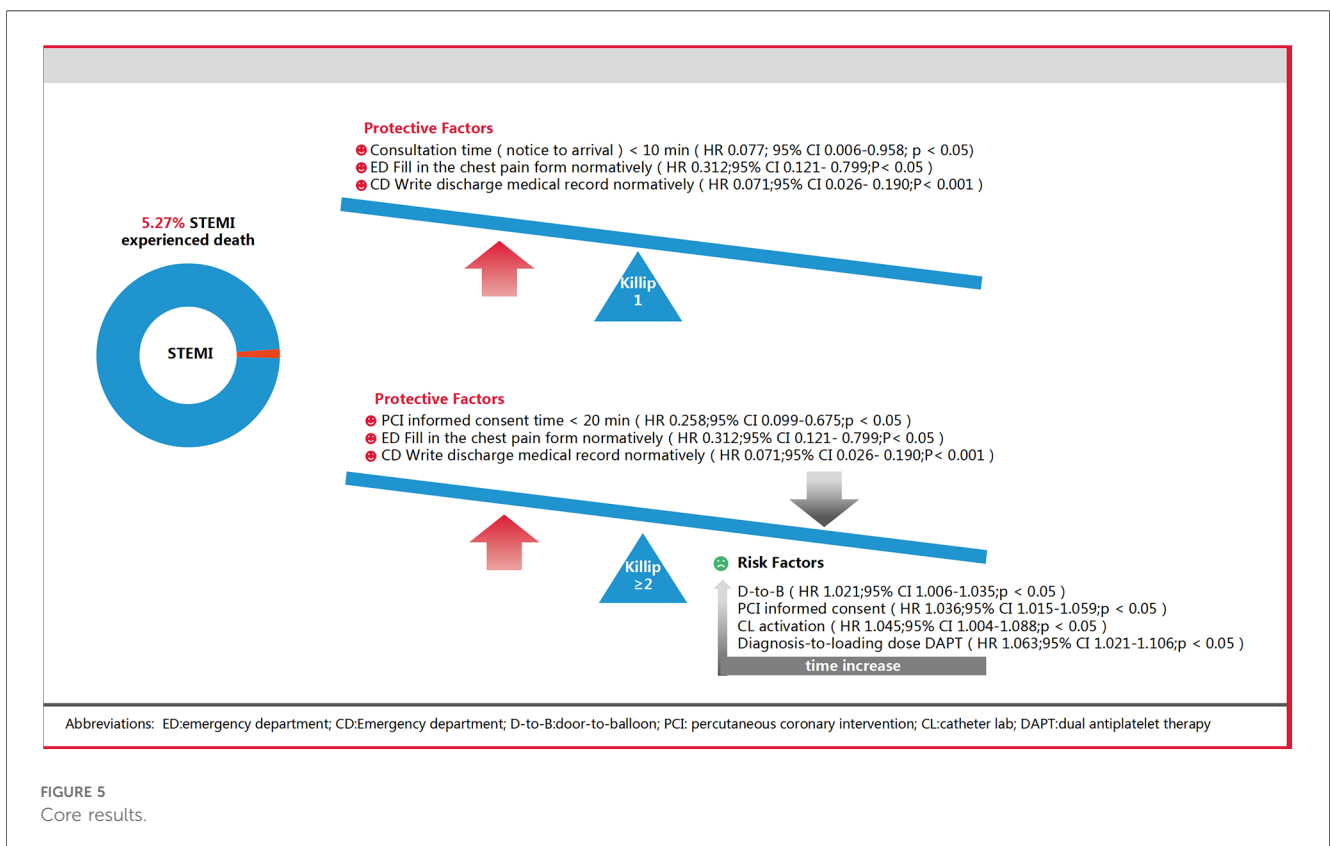 Protective Factors
Consultation time ( notice to arrival ) < 10 min ( HR 0.077; 95% CI 0.006-0.958; p < 0.05)
ED Fill in the chest pain form normatively ( HR 0.312;95% CI 0.121- 0.799;P< 0.05 )
CD Write discharge medical record normatively ( HR 0.071;95% CI 0.026- 0.190;P< 0.001 )
5.27% STEMI
experienced death
STEMI
Killip
1
Protective Factors
PCI informed consent time < 20 min ( HR 0.258;95% CI 0.099-0.675;p < 0.05 )
ED Fill in the chest pain form normatively ( HR 0.312;95% CI 0.121- 0.799;P< 0.05 )
CD Write discharge medical record normatively ( HR 0.071;95% CI 0.026- 0.190;P< 0.001 )
Killip
≥2
Risk Factors
D-to-B ( HR 1.021;95% CI 1.006-1.035;p < 0.05 )
PCI informed consent ( HR 1.036;95% CI 1.015-1.059;p < 0.05 )
CL activation ( HR 1.045;95% CI 1.004-1.088;p < 0.05 )
Diagnosis-to-loading dose DAPT ( HR 1.063;95% CI 1.021-1.106;p < 0.05 )
time increase
Abbreviations: ED:emergency department; CD:Emergency department; D-to-B:door-to-balloon; PCI: percutaneous coronary intervention; CL:catheter lab; DAPT:dual antiplatelet therapy
FIGURE 5
Core results.